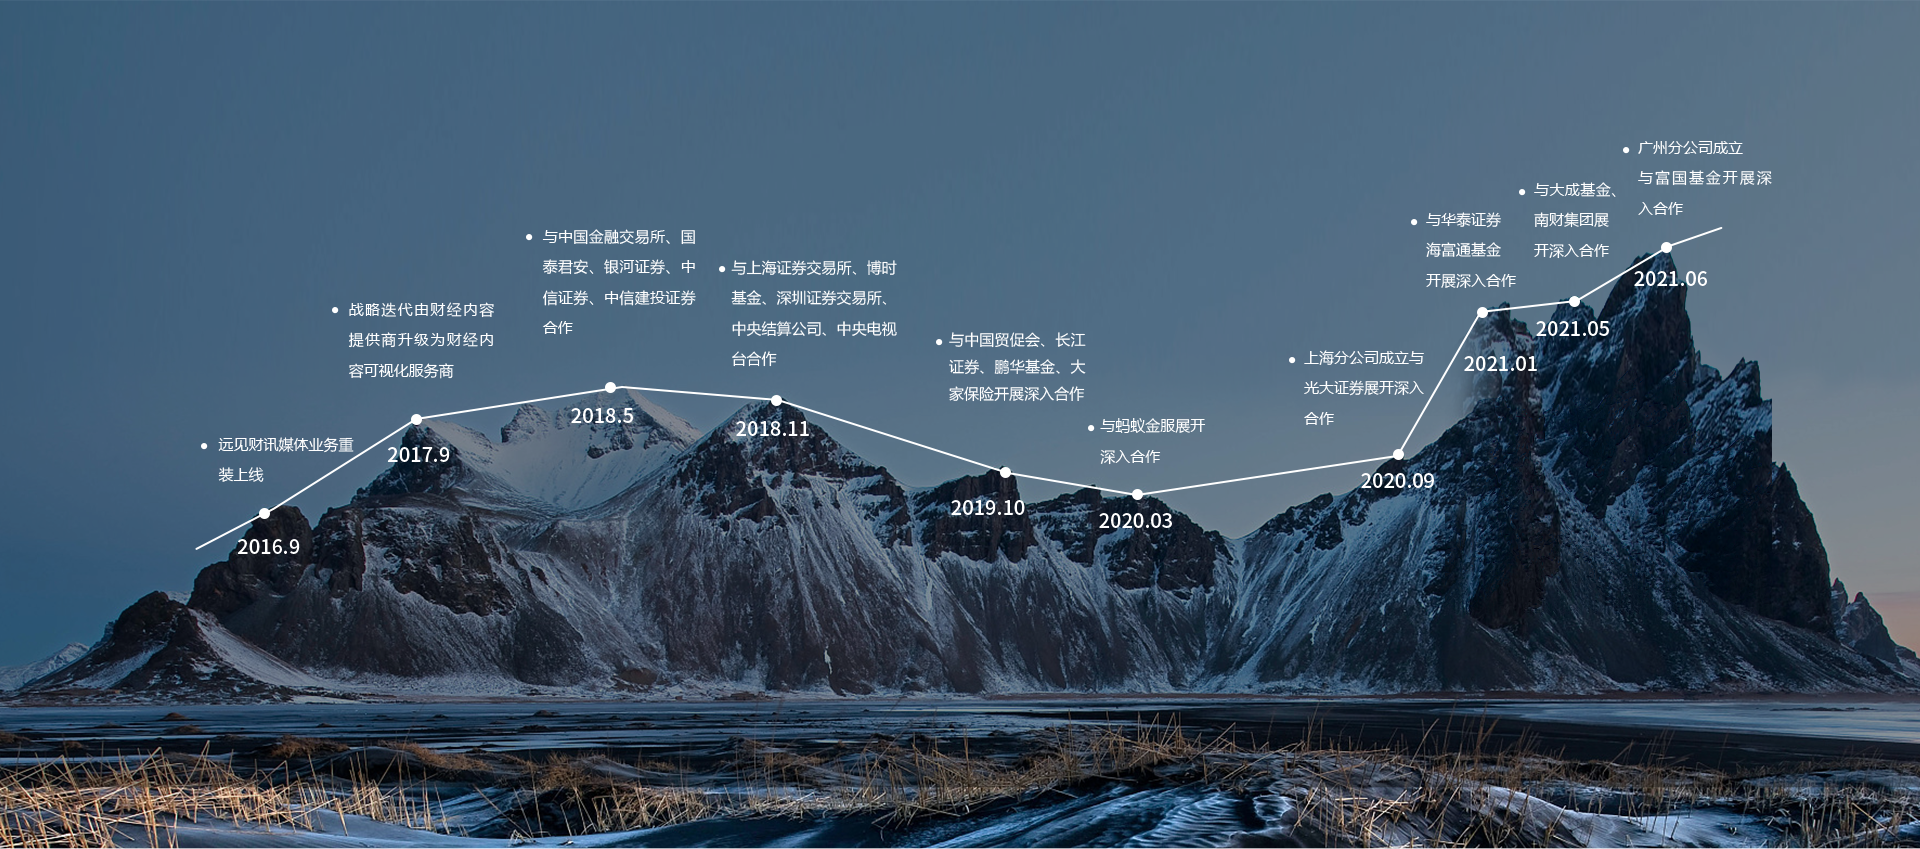 远见财讯媒体业务重
装上线
2016.9
战略迭代由财经内容
提供商升级为财经内
容可视化服务商
2017.9
与中国金融交易所、国
泰君安、银河证券、中
信证券、中信建投证券
合作
2018.5
与上海证券交易所、博时
基金、深圳证券交易所、
中央结算公司、中央电视
台合作
2018.11
与中国贸促会、长江
证券、鹏华基金、大
家保险开展深入合作
2019.10
与蚂蚁金服展开
深入合作
2020.03
上海分公司成立与
光大证券展开深入
合作
2020.09
与华泰证券
海富通基金
开展深入合作
2021.01
与大成基金、
南财集团展
开深入合作
2021.05
广州分公司成立
与富国基金开展深
入合作
2021.06